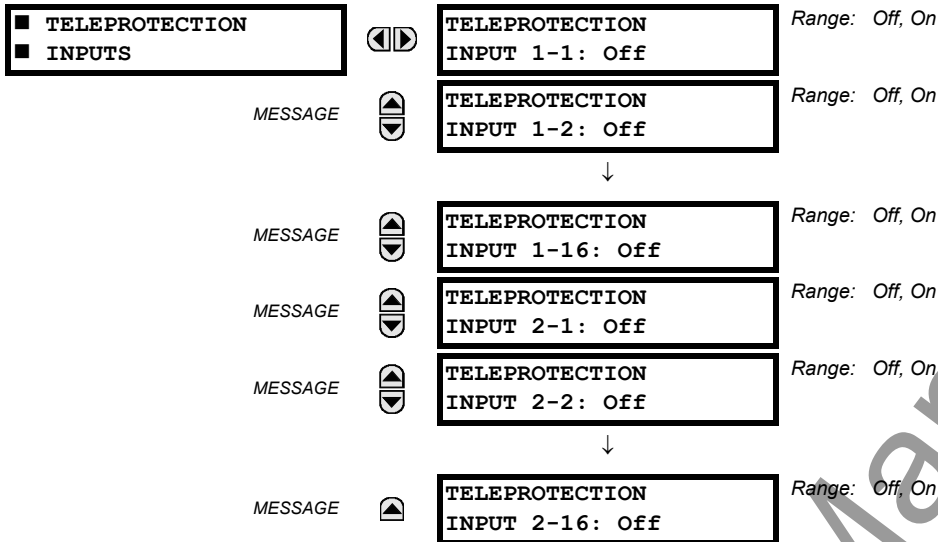 ■ TELEPROTECTION
■ INPUTS
TELEPROTECTION
INPUT 1-1: Off
Range: Off, On
MESSAGE
TELEPROTECTION
INPUT 1-2: Off
Range: Off, On
↓
MESSAGE
TELEPROTECTION
INPUT 1-16: Off
Range: Off, On
MESSAGE
TELEPROTECTION
INPUT 2-1: Off
Range: Off, On
MESSAGE
TELEPROTECTION
INPUT 2-2: Off
Range: Off, On
↓
MESSAGE
TELEPROTECTION
INPUT 2-16: Off
Range: Off, On